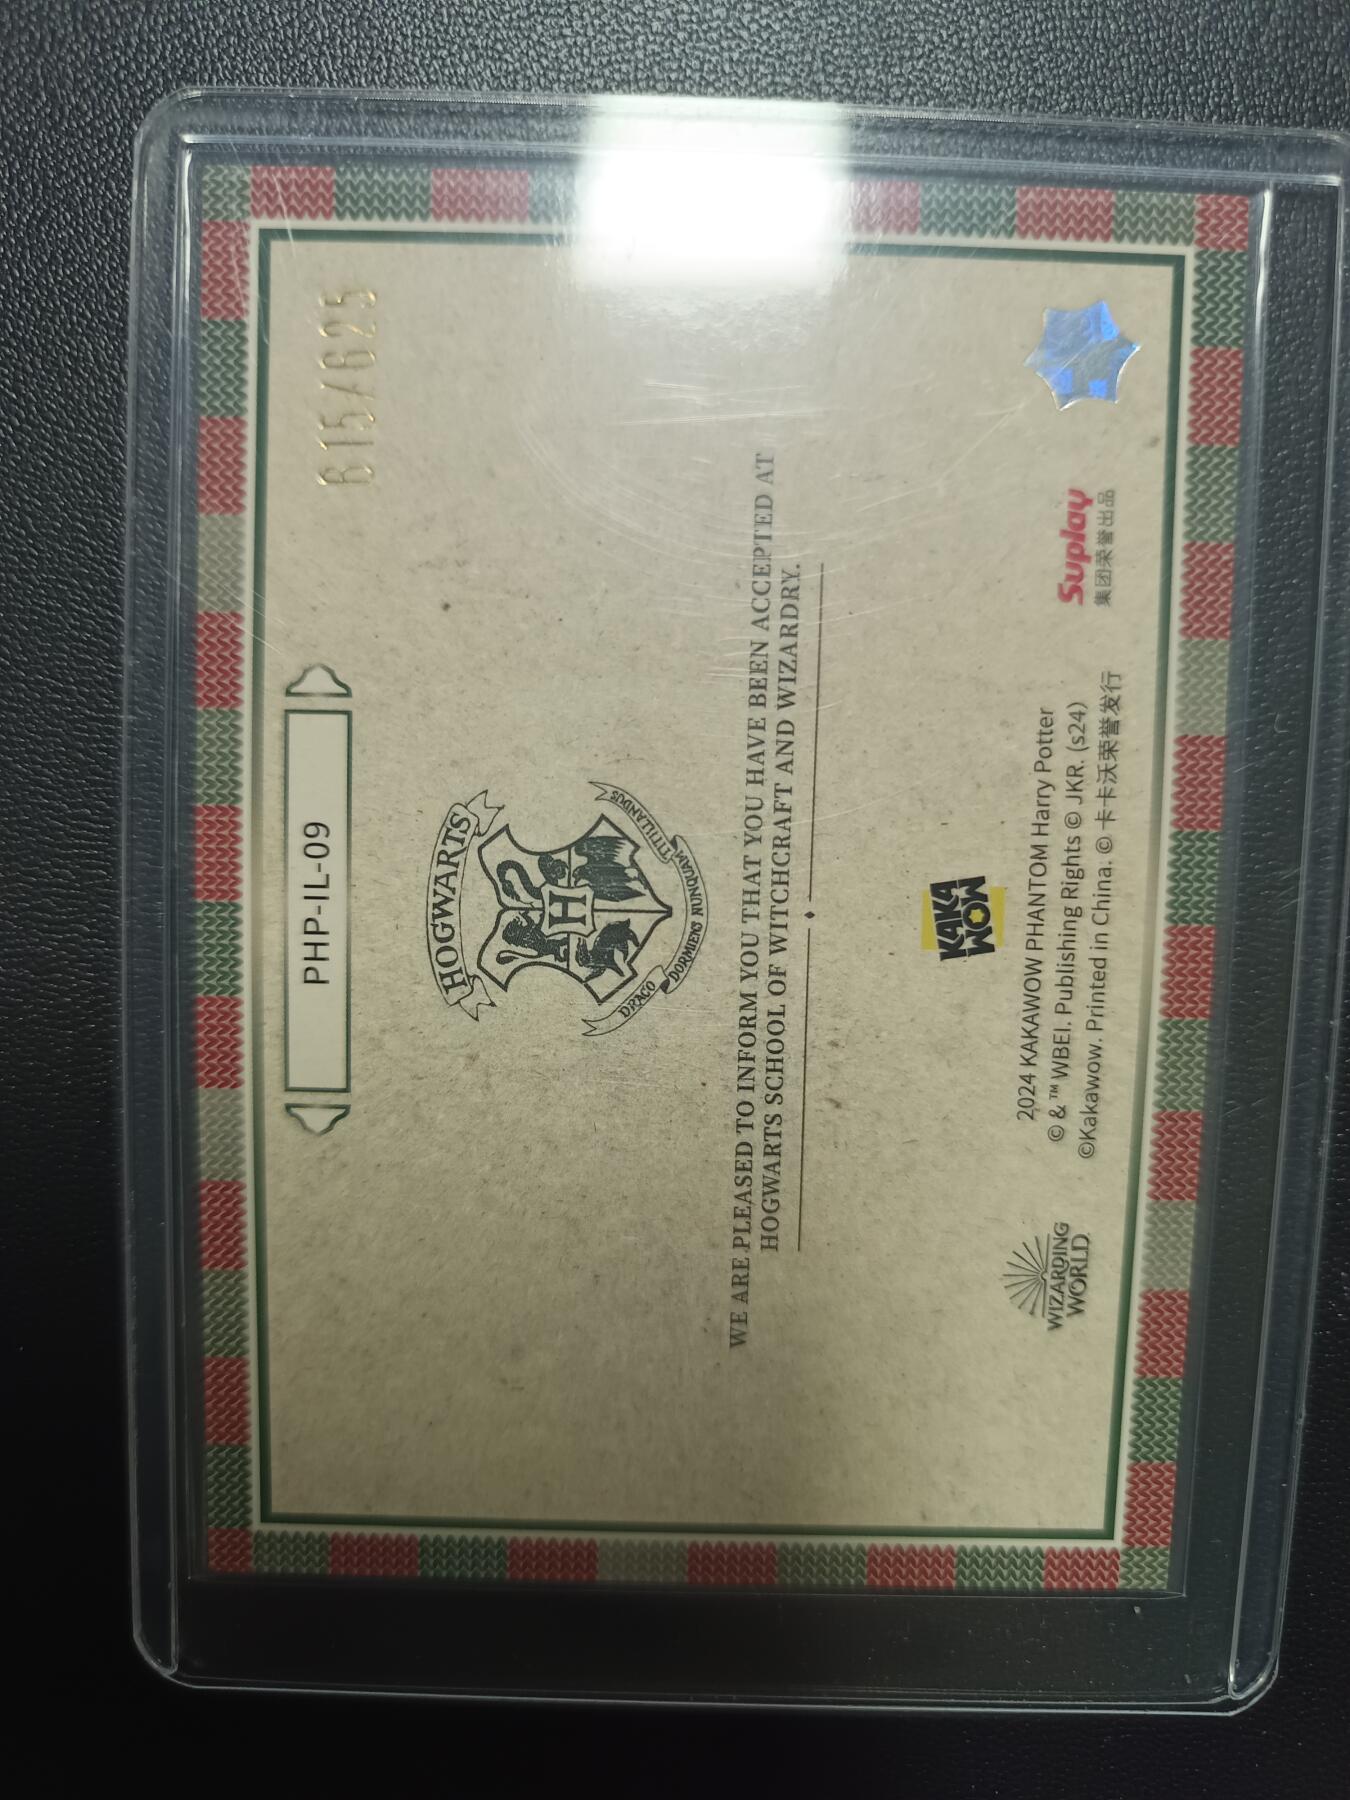 PHP-IL-09
615/625
HOGWARTS
H
DRACO DORMIENS NUNQUAM TITILLANDUS
WE ARE PLEASED TO INFORM YOU THAT YOU HAVE BEEN ACCEPTED AT
HOGWARTS SCHOOL OF WITCHCRAFT AND WIZARDRY.
KAKA
WOW
WIZARDING
WORLD
2024 KAKAWOW PHANTOM Harry Potter
© & ™ WBEI. Publishing Rights © JKR. (s24)
©Kakawow. Printed in China. © 卡卡沃荣誉发行
Suplay
集团荣誉出品